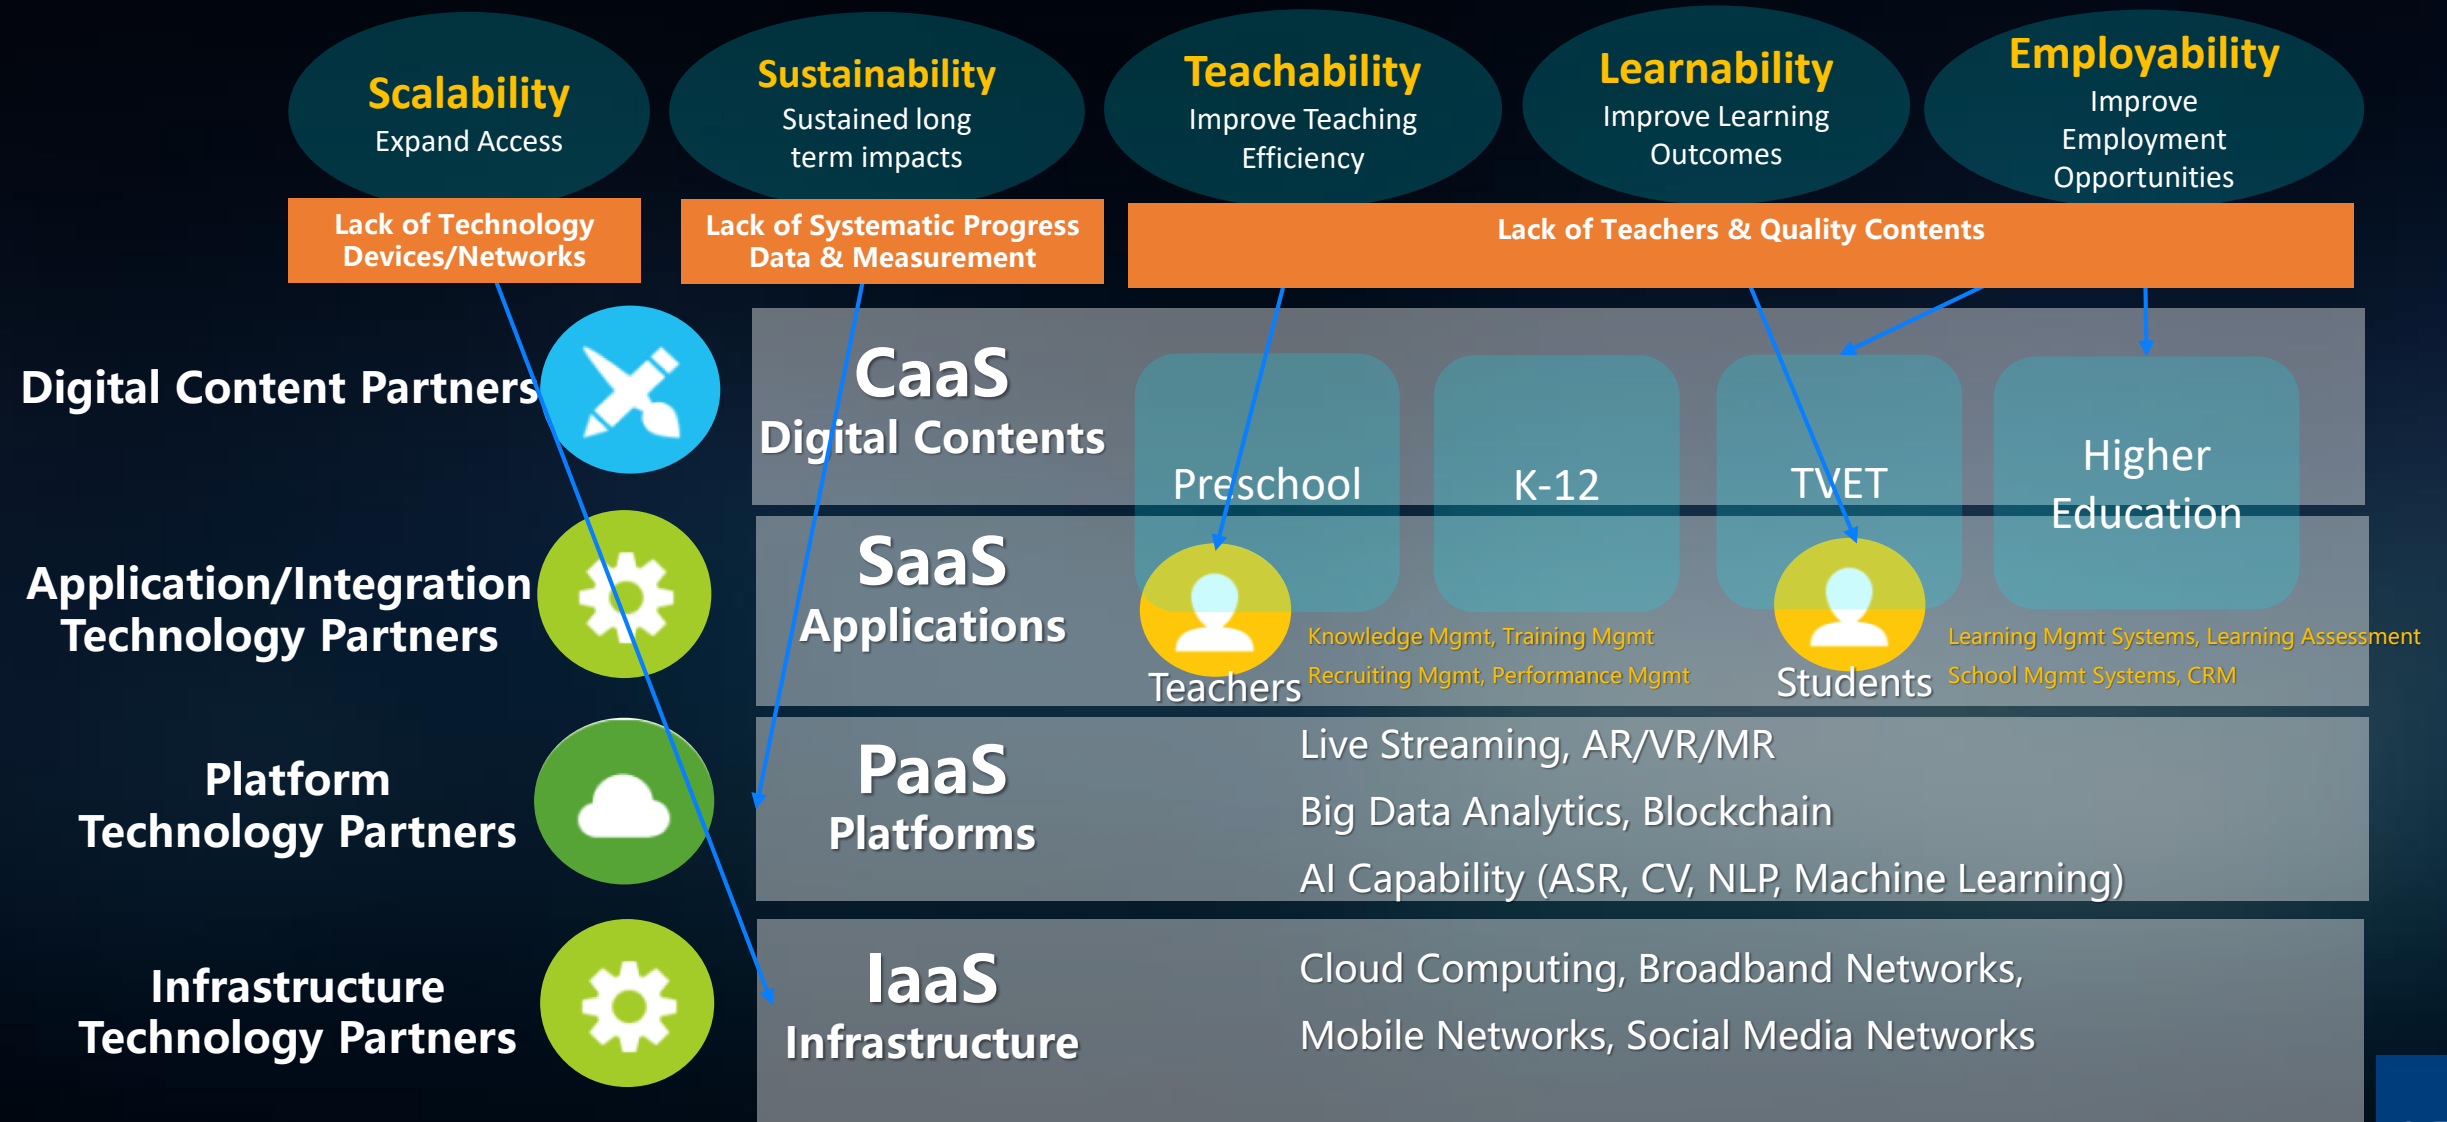 Scalability
Expand Access
Sustainability
Sustained long
term impacts
Teachability
Improve Teaching
Efficiency
Learnability
Improve Learning
Outcomes
Employability
Improve
Employment
Opportunities
Lack of Technology
Devices/Networks
Lack of Systematic Progress
Data & Measurement
Lack of Teachers & Quality Contents
Digital Content Partners
CaaS
Digital Contents
Preschool
K-12
TVET
Higher
Education
Application/Integration
Technology Partners
SaaS
Applications
Teachers
Knowledge Mgmt, Training Mgmt
Recruiting Mgmt, Performance Mgmt
Students
Learning Mgmt Systems, Learning Assessment
School Mgmt Systems, CRM
Platform
Technology Partners
PaaS
Platforms
Live Streaming, AR/VR/MR
Big Data Analytics, Blockchain
AI Capability (ASR, CV, NLP, Machine Learning)
Infrastructure
Technology Partners
IaaS
Infrastructure
Cloud Computing, Broadband Networks,
Mobile Networks, Social Media Networks